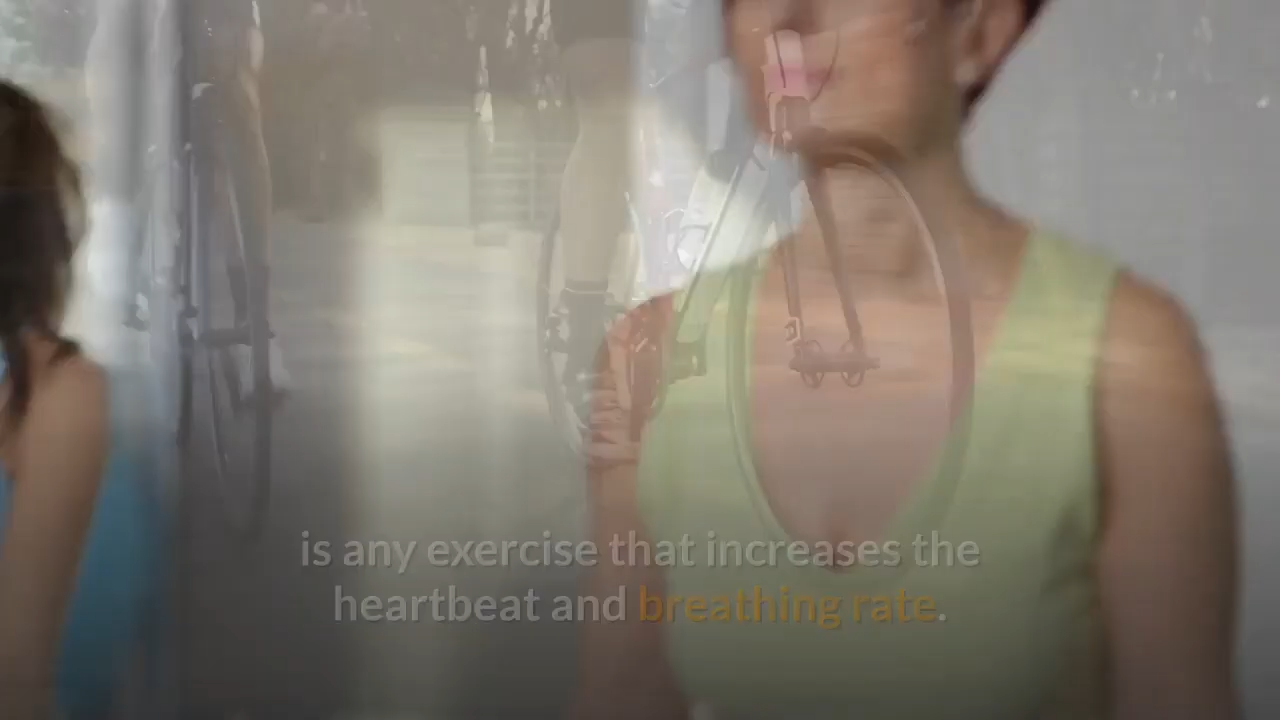 is any exercise that increases the
heartbeat and breathing rate.